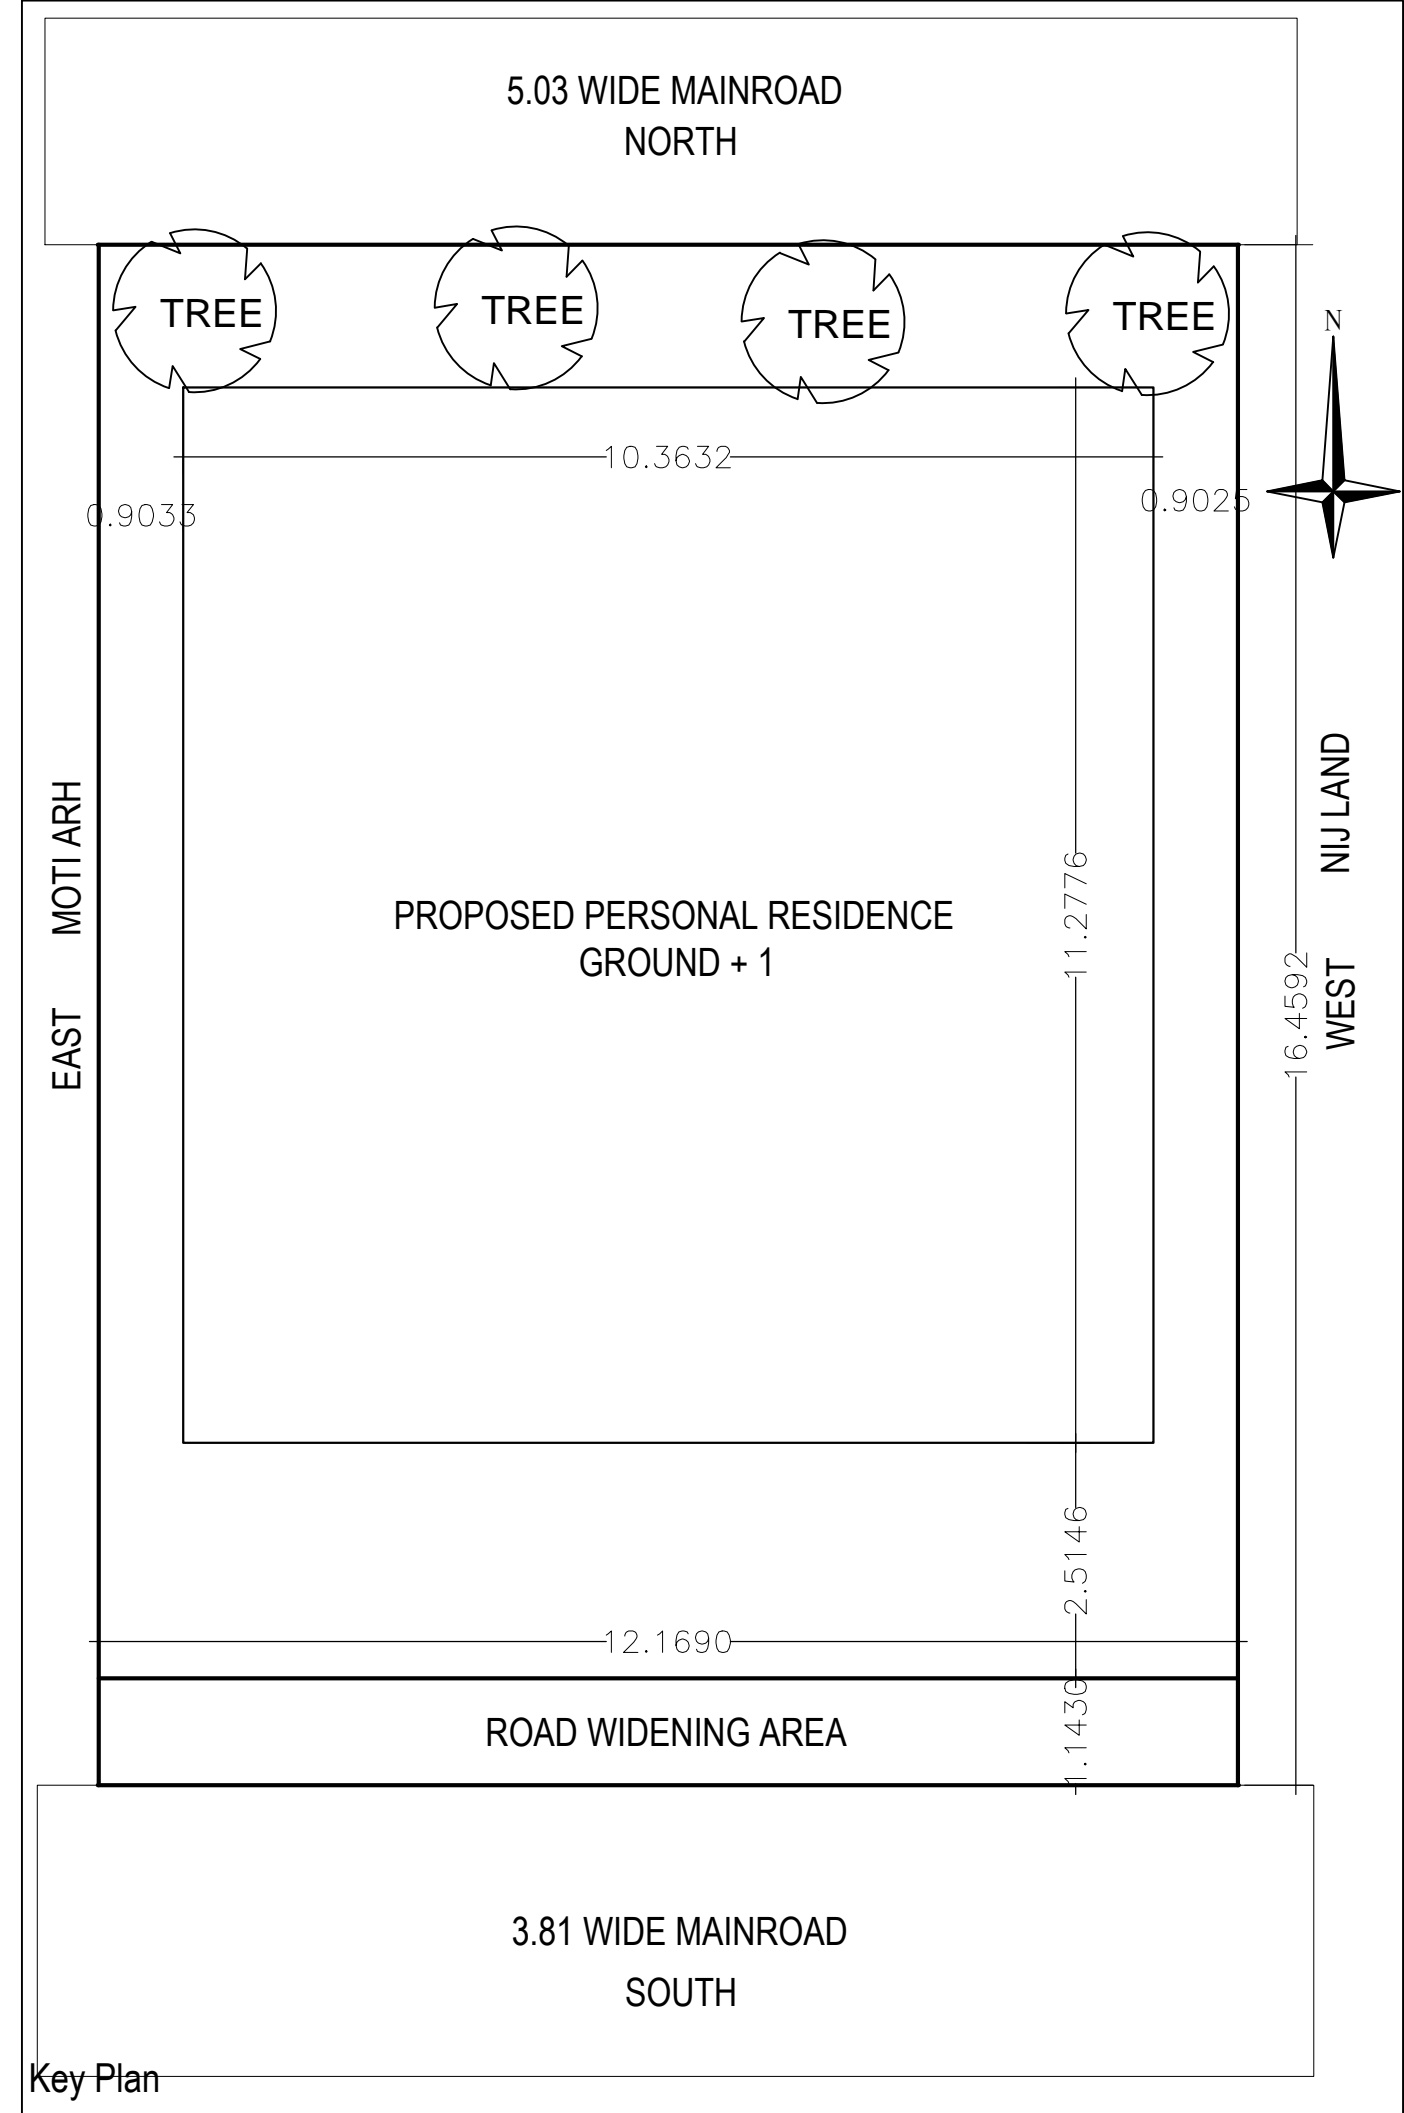 5.03 WIDE MAINROAD
NORTH
TREE
TREE
TREE
TREE
N
10.3632
0.9033
0.9025
EAST MOTI ARH
PROPOSED PERSONAL RESIDENCE
GROUND + 1
11.2776
16.4592
WEST NIJ LAND
2.5146
12.1690
ROAD WIDENING AREA
1.1430
3.81 WIDE MAINROAD
SOUTH
Key Plan